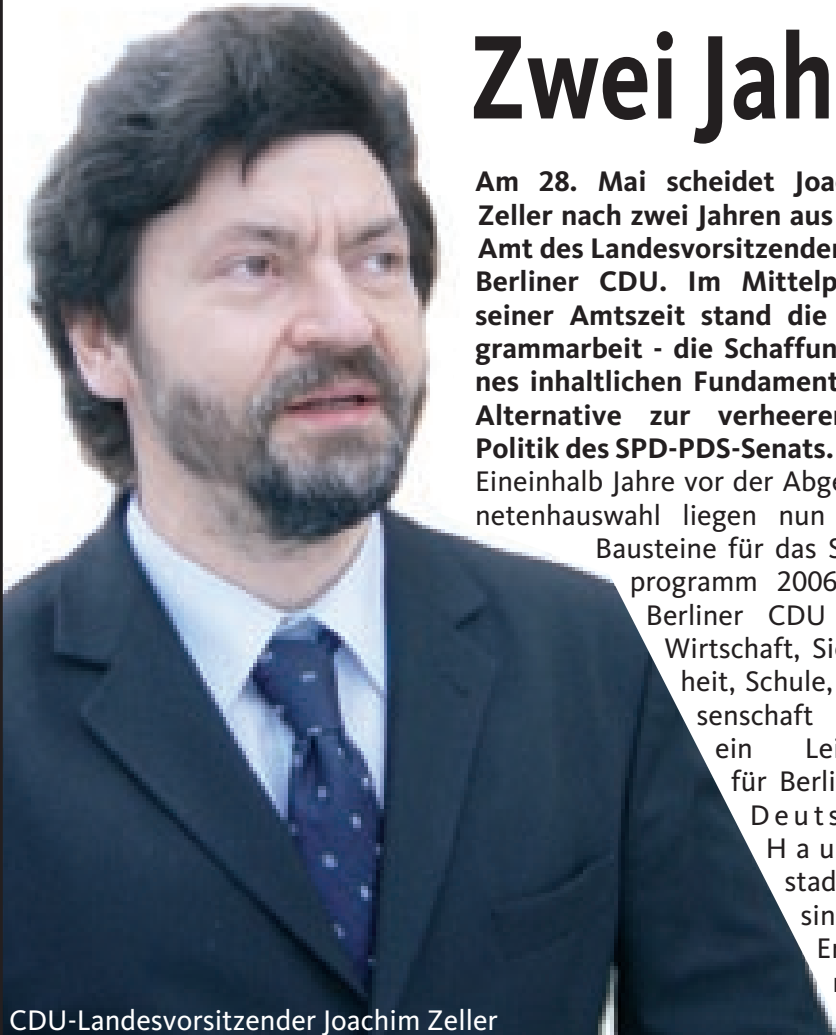 Zwei Jah
Am 28. Mai scheidet Joac
Zeller nach zwei Jahren aus
Amt des Landesvorsitzender
Berliner CDU. Im Mittelp
seiner Amtszeit stand die
grammarbeit - die Schaffun
nes inhaltlichen Fundament
Alternative zur verheerer
Politik des SPD-PDS-Senats.
Eineinhalb Jahre vor der Abge
netenhauswahl liegen nun
Bausteine für das S
programm 2006
Berliner CDU
Wirtschaft, Sic
heit, Schule,
senschaft
ein Lei
für Berli
Deuts
Hau
stad
sin
Er
CDU-Landesvorsitzender Joachim Zeller